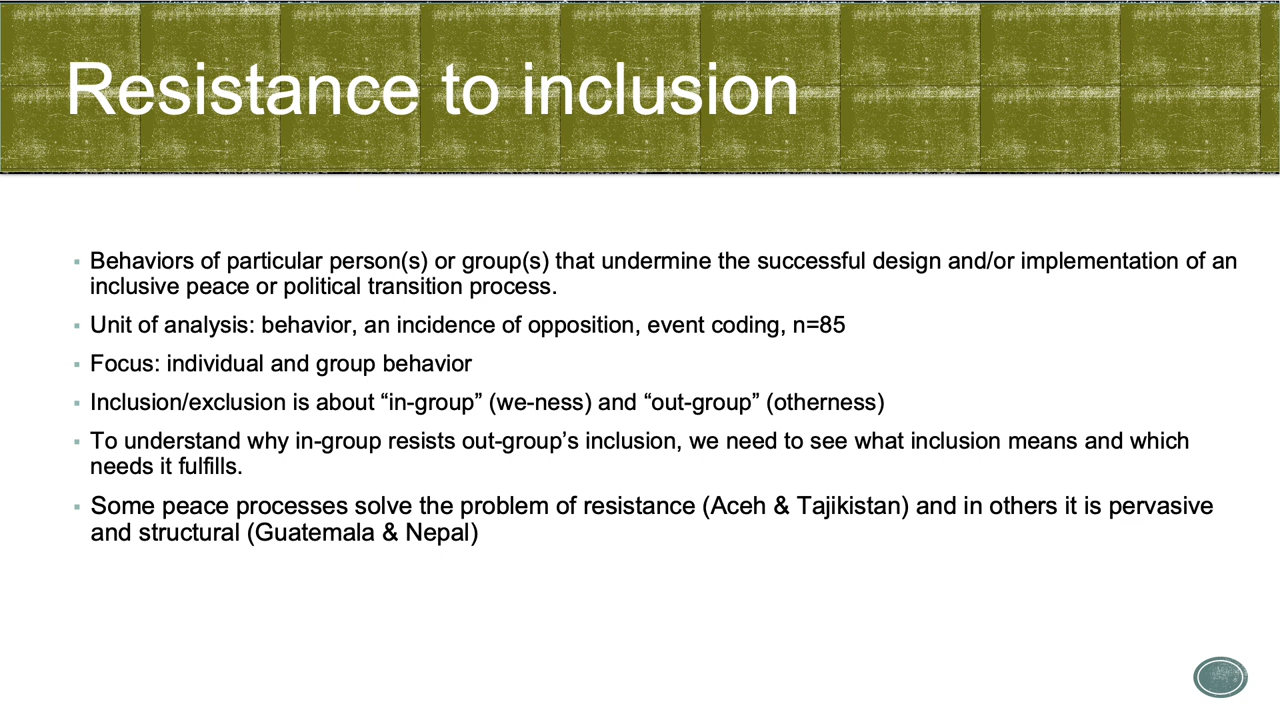 Resistance to inclusion
▪ Behaviors of particular person(s) or group(s) that undermine the successful design and/or implementation of an
inclusive peace or political transition process.
▪ Unit of analysis: behavior, an incidence of opposition, event coding, n=85
▪ Focus: individual and group behavior
▪ Inclusion/exclusion is about “in-group” (we-ness) and “out-group” (otherness)
▪ To understand why in-group resists out-group’s inclusion, we need to see what inclusion means and which
needs it fulfills.
▪ Some peace processes solve the problem of resistance (Aceh & Tajikistan) and in others it is pervasive
and structural (Guatemala & Nepal)